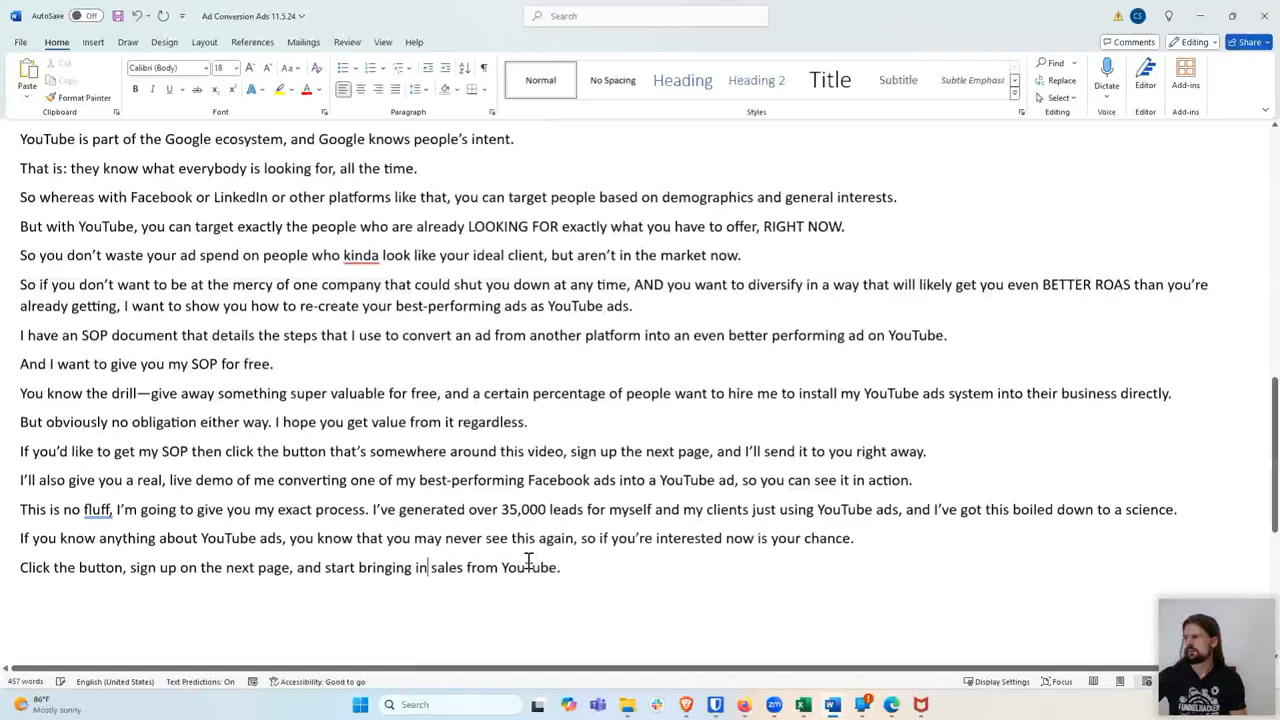 AutoSave Off
Ad Conversion Ads 11.5.24
Search
CS
File Home Insert Draw Design Layout References Mailings Review View Help
Comments Editing Share
Paste
Cut
Copy
Format Painter
Clipboard
Calibri (Body) 18
Font
Paragraph
Normal
No Spacing
Heading
Heading 2
Title
Subtitle
Subtle Emphasi
Styles
Find
Replace
Select
Editing
Dictate
Voice
Editor
Editor
Add-ins
Add-ins
YouTube is part of the Google ecosystem, and Google knows people’s intent.
That is: they know what everybody is looking for, all the time.
So whereas with Facebook or LinkedIn or other platforms like that, you can target people based on demographics and general interests.
But with YouTube, you can target exactly the people who are already LOOKING FOR exactly what you have to offer, RIGHT NOW.
So you don’t waste your ad spend on people who kinda look like your ideal client, but aren’t in the market now.
So if you don’t want to be at the mercy of one company that could shut you down at any time, AND you want to diversify in a way that will likely get you even BETTER ROAS than you’re
already getting, I want to show you how to re-create your best-performing ads as YouTube ads.
I have an SOP document that details the steps that I use to convert an ad from another platform into an even better performing ad on YouTube.
And I want to give you my SOP for free.
You know the drill—give away something super valuable for free, and a certain percentage of people want to hire me to install my YouTube ads system into their business directly.
But obviously no obligation either way. I hope you get value from it regardless.
If you’d like to get my SOP then click the button that’s somewhere around this video, sign up the next page, and I’ll send it to you right away.
I’ll also give you a real, live demo of me converting one of my best-performing Facebook ads into a YouTube ad, so you can see it in action.
This is no fluff, I’m going to give you my exact process. I’ve generated over 35,000 leads for myself and my clients just using YouTube ads, and I’ve got this boiled down to a science.
If you know anything about YouTube ads, you know that you may never see this again, so if you’re interested now is your chance.
Click the button, sign up on the next page, and start bringing in sales from YouTube.
457 words English (United States) Text Predictions: On Accessibility: Good to go
Display Settings Focus
86°F
Mostly sunny
Search